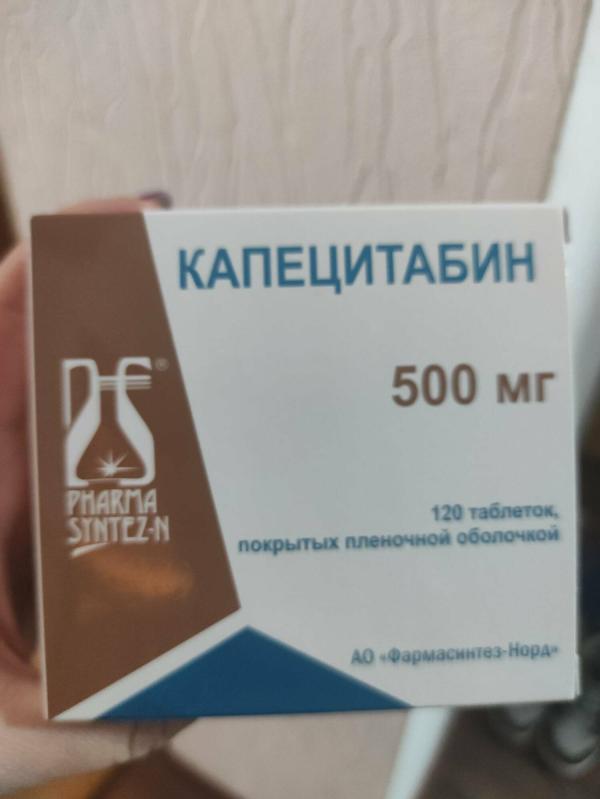 КАПЕЦИТАБИН
500 мг
®
PHARMA
SYNTEZ-N
120 таблеток,
покрытых пленочной оболочкой
АО «Фармасинтез-Норд»